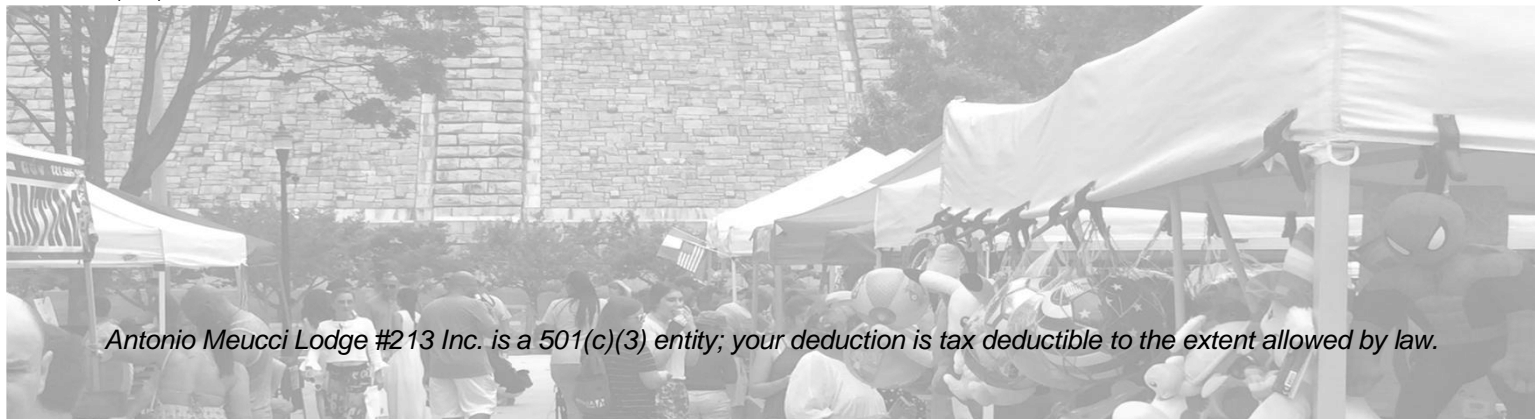 Antonio Meucci Lodge #213 Inc. is a 501(c)(3) entity; your deduction is tax deductible to the extent allowed by law.